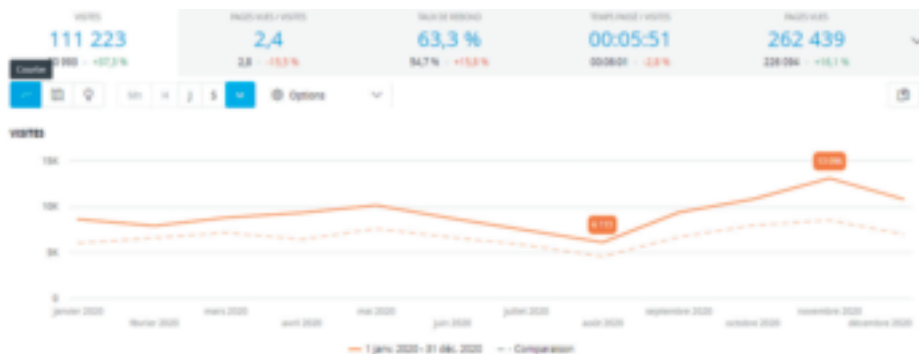 VISITES
PAGES VUES / VISITES
TAUX DE REBOND
TEMPS PASSÉ / VISITES
PAGES VUES
111 223
2,4
63,3 %
00:05:51
262 439
+37,3 %
2,8 -15,5 %
54,7 % +15,8 %
00:06:01 -2,8 %
226 094 +16,1 %
Courbe
J
S
Options
VISITES
15K
10K
5K
0
janvier 2020
février 2020
mars 2020
avril 2020
mai 2020
juin 2020
juillet 2020
août 2020
septembre 2020
octobre 2020
novembre 2020
décembre 2020
1 janv. 2020 - 31 déc. 2020
Comparaison